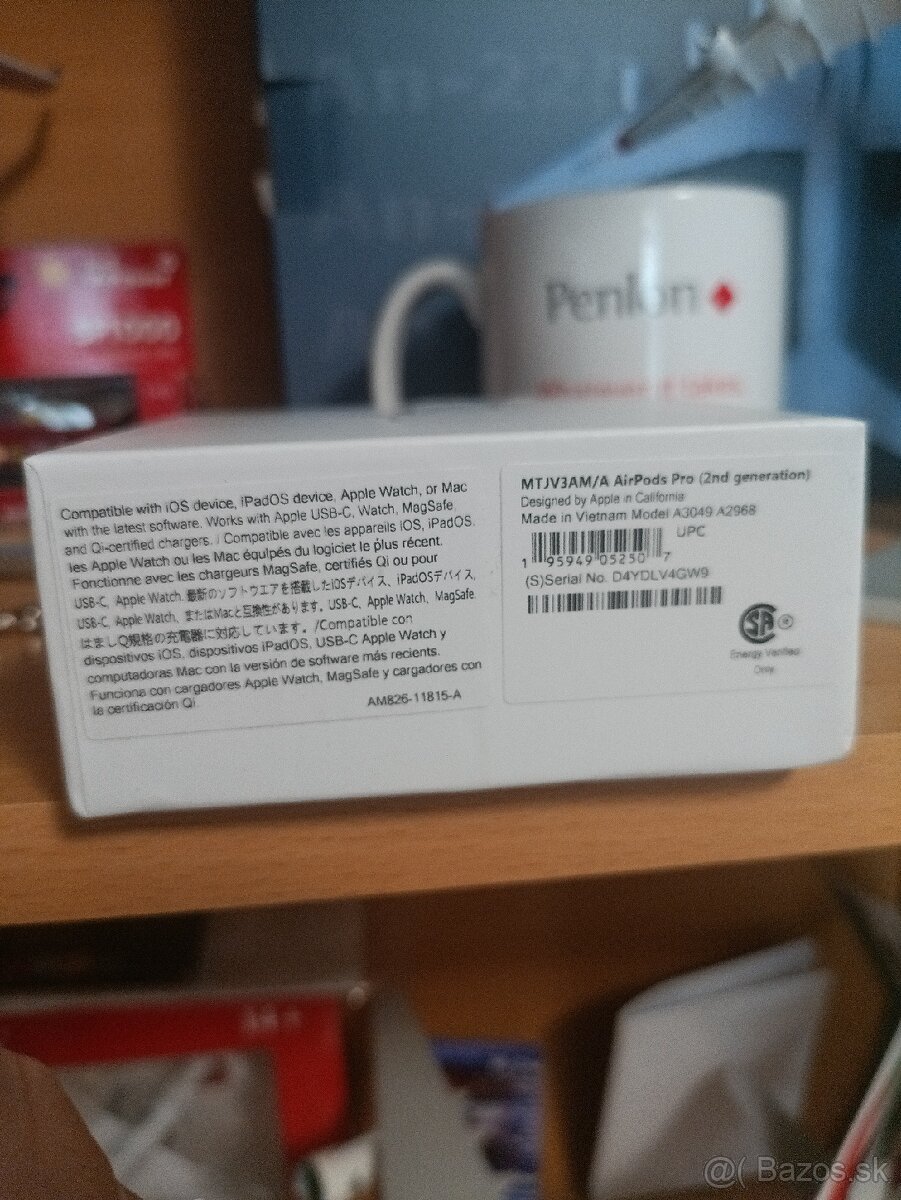 Penlon
Compatible with iOS device, iPadOS device, Apple Watch, or Mac
with the latest software. Works with Apple USB-C, Watch, MagSafe,
and Qi-certified chargers. / Compatible avec les appareils iOS, iPadOS,
les Apple Watch ou les Mac équipés du logiciel le plus récent.
Fonctionne avec les chargeurs MagSafe, certifiés Qi ou pour
USB-C, Apple Watch. 最新のソフトウエアを搭載したiOSデバイス、iPadOSデバイス,
USB-C, Apple Watch、またはMacと互換性があります。USB-C、Apple Watch、MagSafe
はましQi規格の充電器に対応しています。/Compatible con
dispositivos iOS, dispositivos iPadOS, USB-C Apple Watch y
computadoras Mac con la versión de software más recients.
Funciona con cargadores Apple Watch, MagSafe y cargadores con
la certificación Qi
AM826-11815-A
MTJV3AM/A AirPods Pro (2nd generation)
Designed by Apple in California
Made in Vietnam Model A3049 A2968
UPC
1 95949 05250 7
(S)Serial No. D4YDLV4GW9
SA ®
Energy Verified
@( Bazos.sk